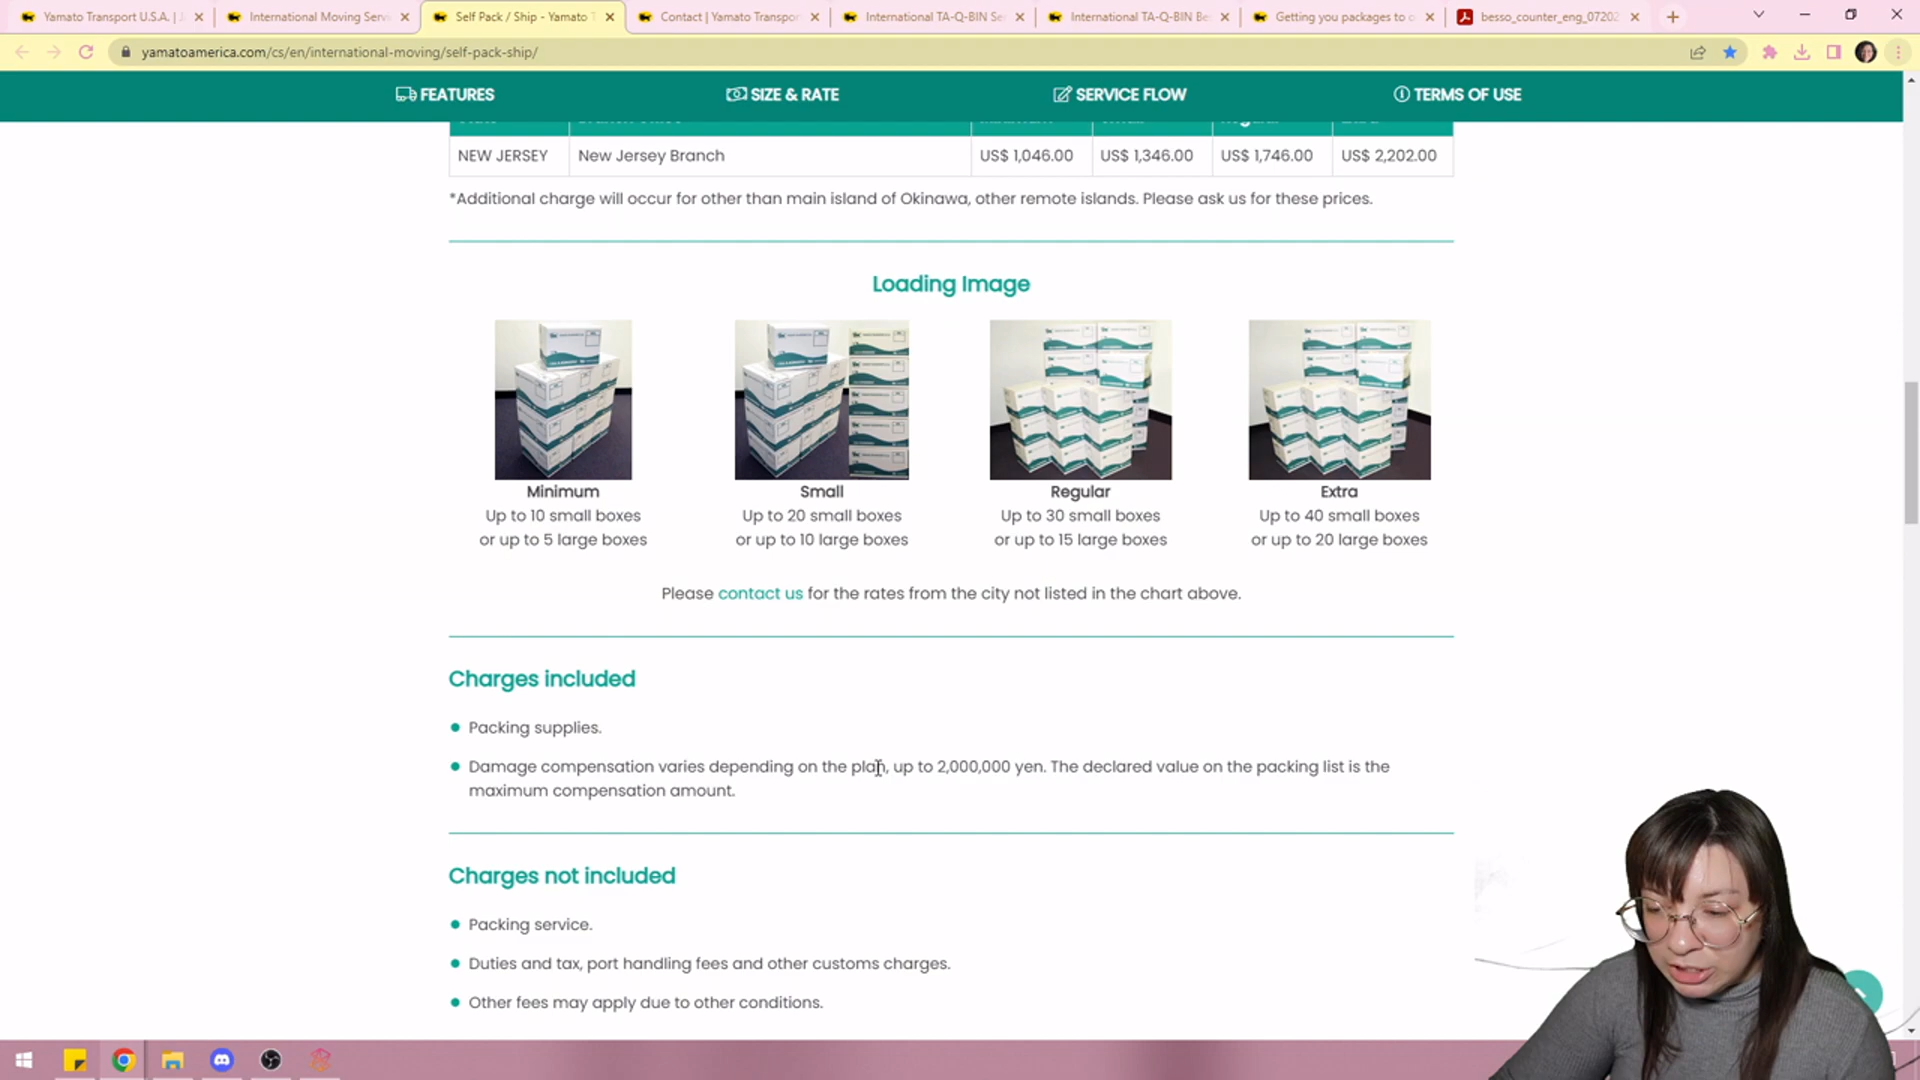 Yamato Transport U.S.A. | J
International Moving Servi
Self Pack / Ship - Yamato T
Contact | Yamato Transpor
International TA-Q-BIN Se
International TA-Q-BIN Be
Getting you packages to o
besso_counter_eng_0720
yamatoamerica.com/cs/en/international-moving/self-pack-ship/
FEATURES
SIZE & RATE
SERVICE FLOW
TERMS OF USE
NEW JERSEY New Jersey Branch US$ 1,046.00 US$ 1,346.00 US$ 1,746.00 US$ 2,202.00
*Additional charge will occur for other than main island of Okinawa, other remote islands. Please ask us for these prices.
Loading Image
Minimum
Up to 10 small boxes
or up to 5 large boxes
Small
Up to 20 small boxes
or up to 10 large boxes
Regular
Up to 30 small boxes
or up to 15 large boxes
Extra
Up to 40 small boxes
or up to 20 large boxes
Please contact us for the rates from the city not listed in the chart above.
Charges included
Packing supplies.
Damage compensation varies depending on the plan, up to 2,000,000 yen. The declared value on the packing list is the
maximum compensation amount.
Charges not included
Packing service.
Duties and tax, port handling fees and other customs charges.
Other fees may apply due to other conditions.